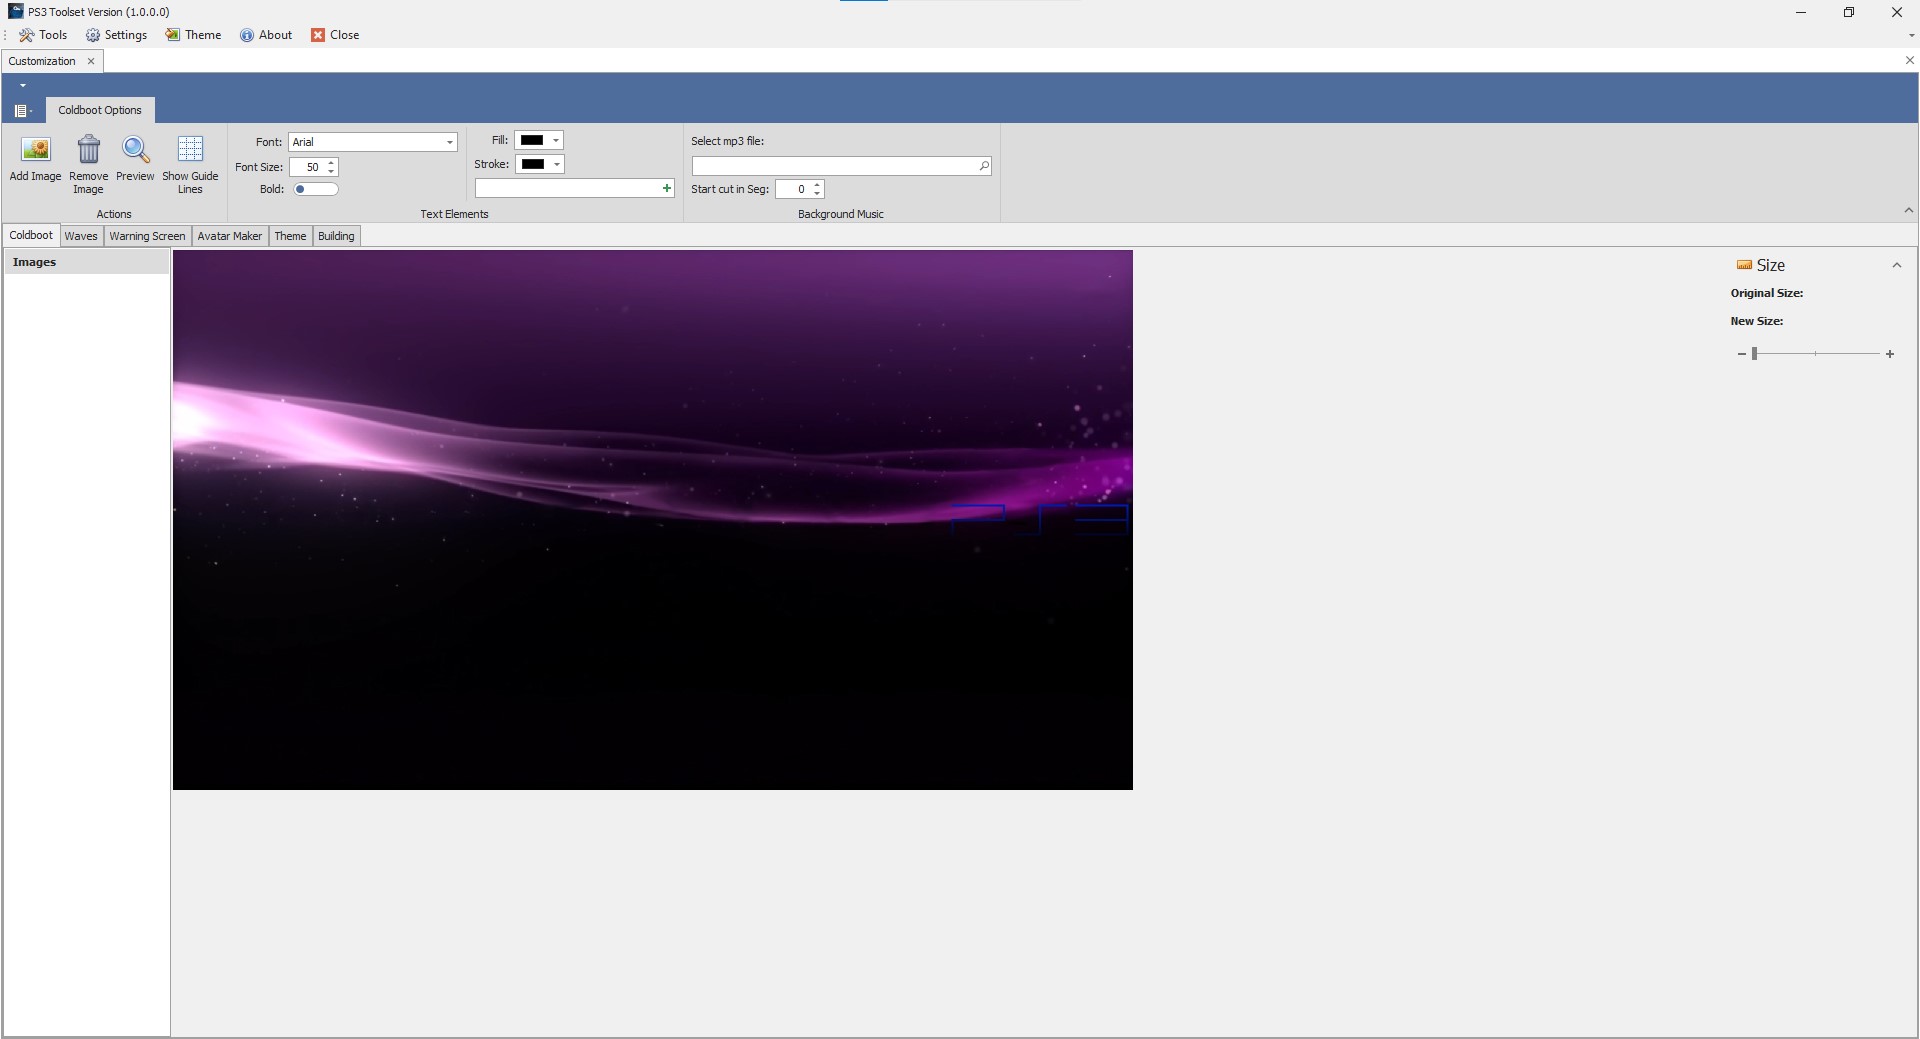 PS3 Toolset Version (1.0.0.0)
Tools Settings Theme About Close
Customization
Coldboot Options
Add Image
Remove Image
Preview
Show Guide Lines
Actions
Font: Arial
Font Size: 50
Bold:
Fill:
Stroke:
Text Elements
Select mp3 file:
Start cut in Seg: 0
Background Music
Coldboot Waves Warning Screen Avatar Maker Theme Building
Images
Size
Original Size:
New Size: